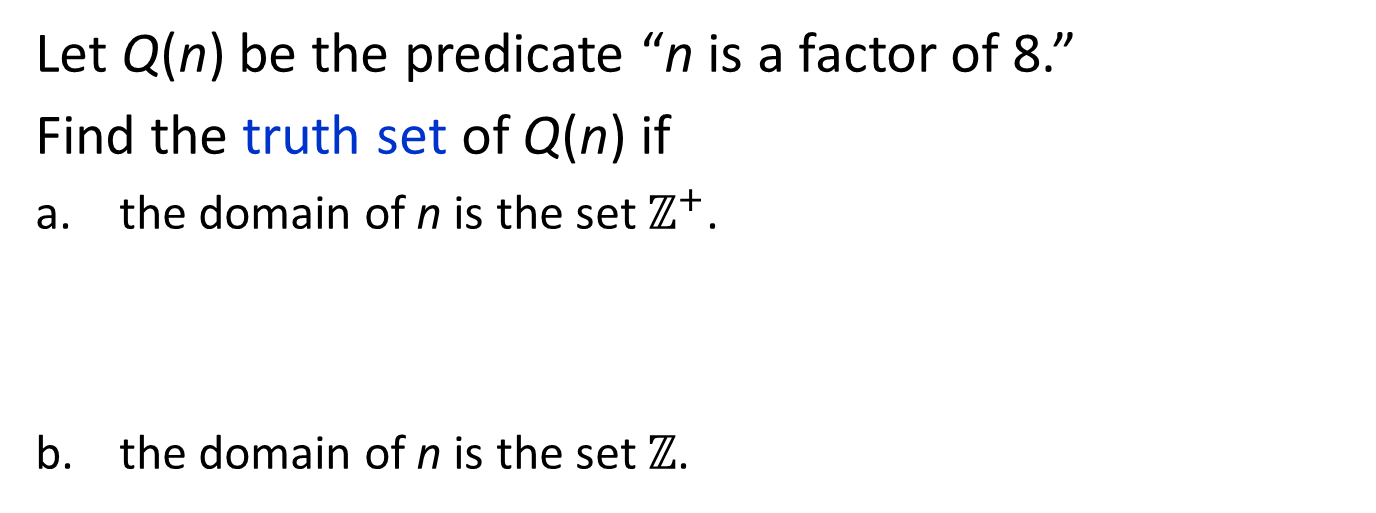 Let Q(n) be the predicate “n is a factor of 8.”
Find the truth set of Q(n) if
a. the domain of n is the set ℤ⁺.
b. the domain of n is the set ℤ.